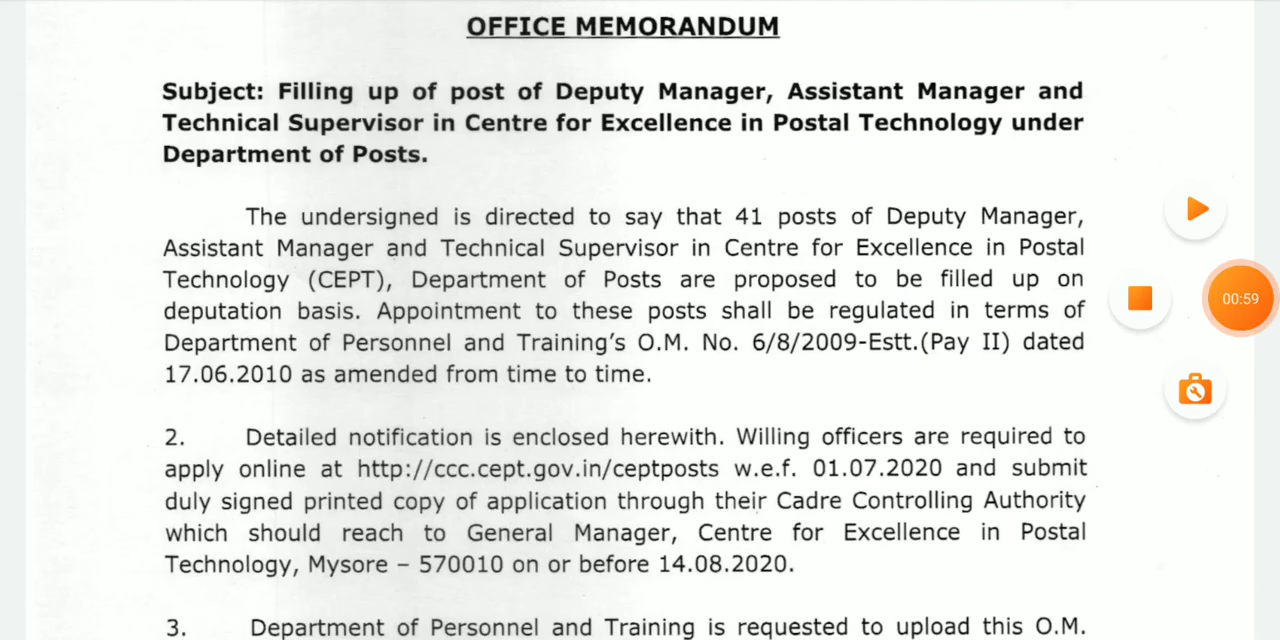 OFFICE MEMORANDUM
Subject: Filling up of post of Deputy Manager, Assistant Manager and
Technical Supervisor in Centre for Excellence in Postal Technology under
Department of Posts.
The undersigned is directed to say that 41 posts of Deputy Manager,
Assistant Manager and Technical Supervisor in Centre for Excellence in Postal
Technology (CEPT), Department of Posts are proposed to be filled up on
deputation basis. Appointment to these posts shall be regulated in terms of
Department of Personnel and Training's O.M. No. 6/8/2009-Estt.(Pay II) dated
17.06.2010 as amended from time to time.
2. Detailed notification is enclosed herewith. Willing officers are required to
apply online at http://ccc.cept.gov.in/ceptposts w.e.f. 01.07.2020 and submit
duly signed printed copy of application through their Cadre Controlling Authority
which should reach to General Manager, Centre for Excellence in Postal
Technology, Mysore – 570010 on or before 14.08.2020.
3. Department of Personnel and Training is requested to upload this O.M.
00:59